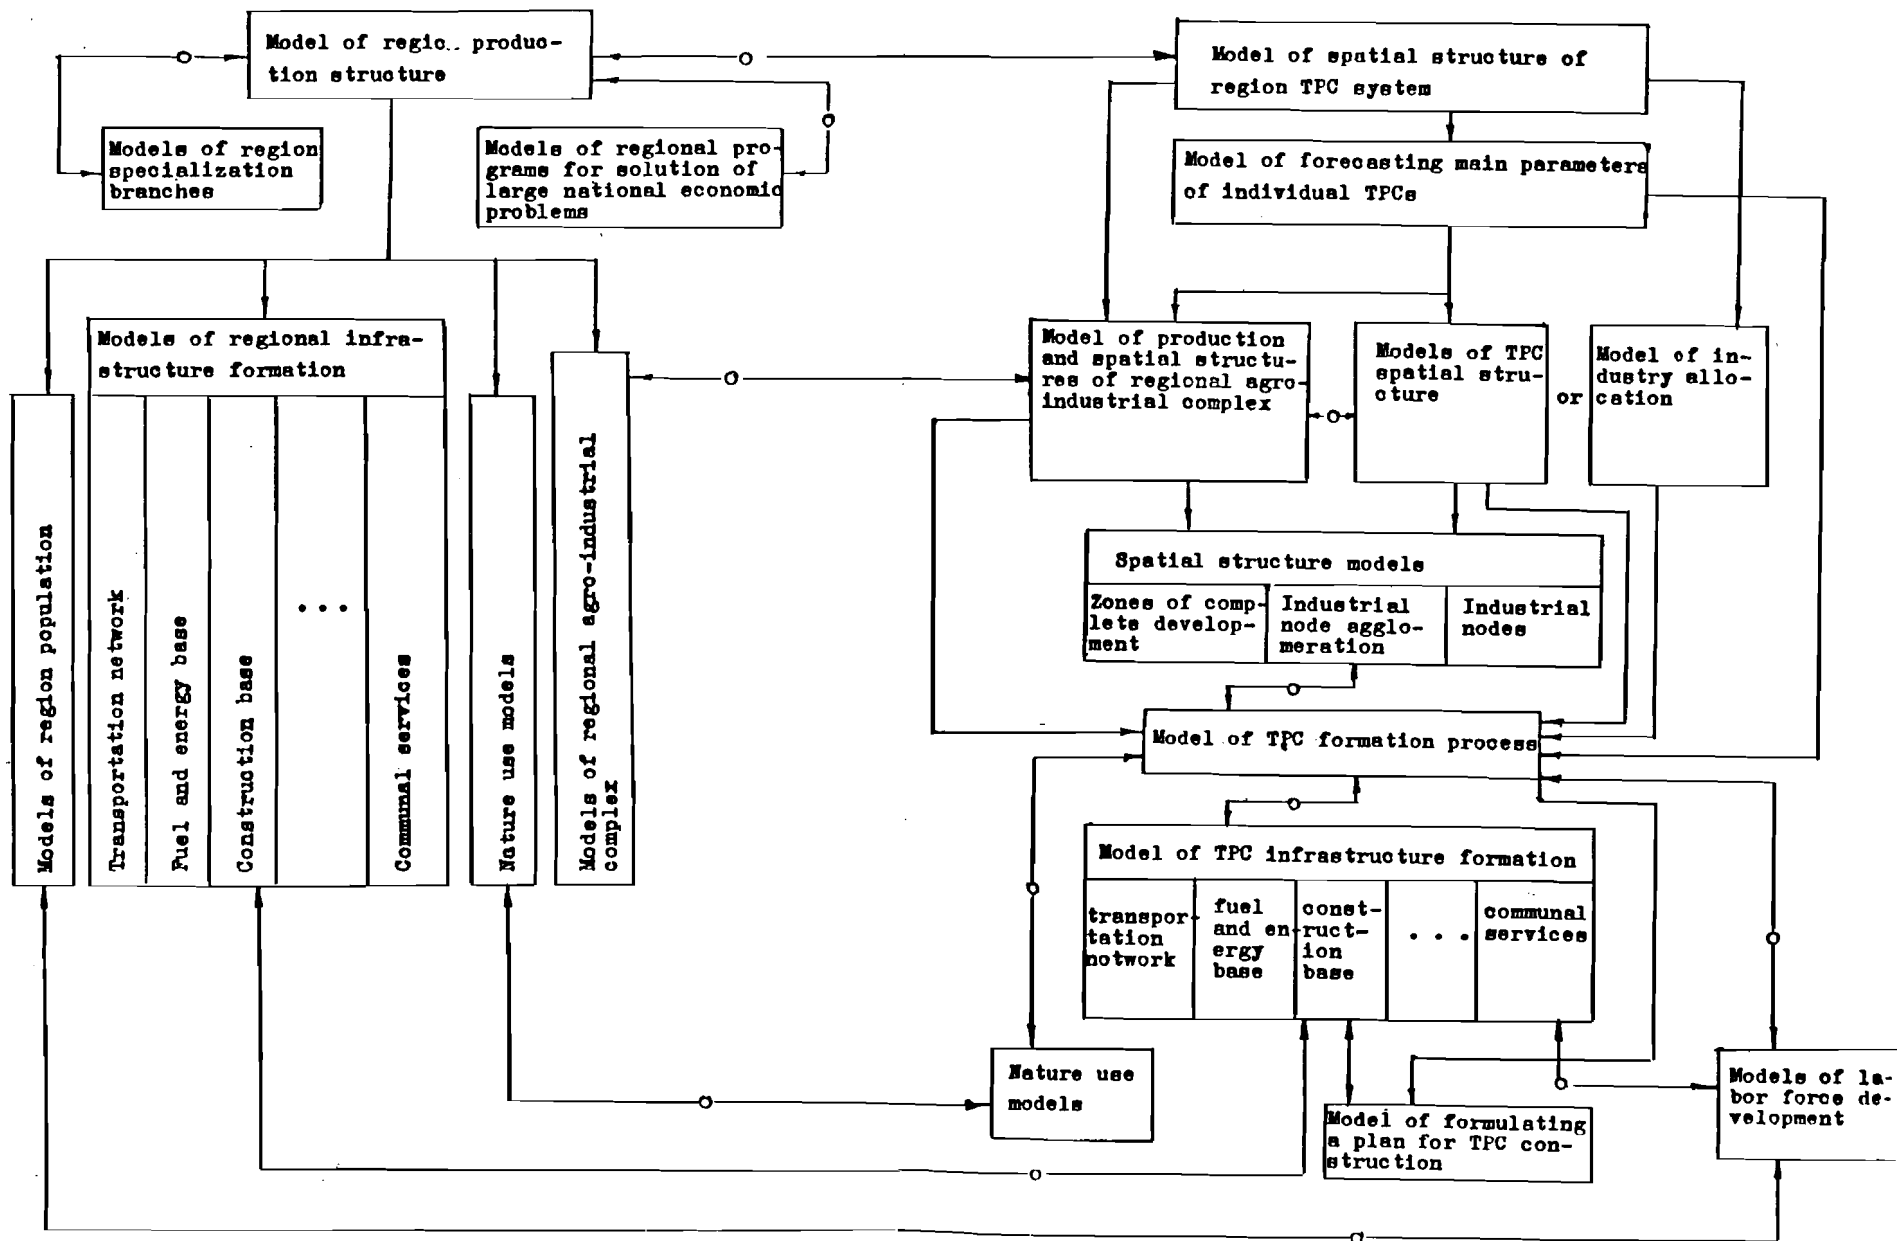 Model of regic.. produc-
tion structure
Models of region
specialization
branches
Models of regional pro-
grams for solution of
large national economic
problems
Model of spatial structure of
region TPC system
Model of forecasting main parameters
of individual TPCs
Models of regional infra-
structure formation
Models of region population
Transportation network
Fuel and energy base
Construction base
...
Communal services
Nature use models
Models of regional agro-industrial
complex
Model of production
and spatial structu-
res of regional agro-
industrial complex
Models of TPC
spatial stru-
cture
or
Model of in-
dustry allo-
cation
Spatial structure models
Zones of comp-
lete develop-
ment
Industrial
node agglo-
meration
Industrial
nodes
Model of TPC formation process
Model of TPC infrastructure formation
transpor-
tation
notwork
fuel
and en-
ergy
base
const-
ruct-
ion
base
...
communal
services
Nature use
models
Model of formulating
a plan for TPC con-
struction
Models of la-
bor force de-
velopment